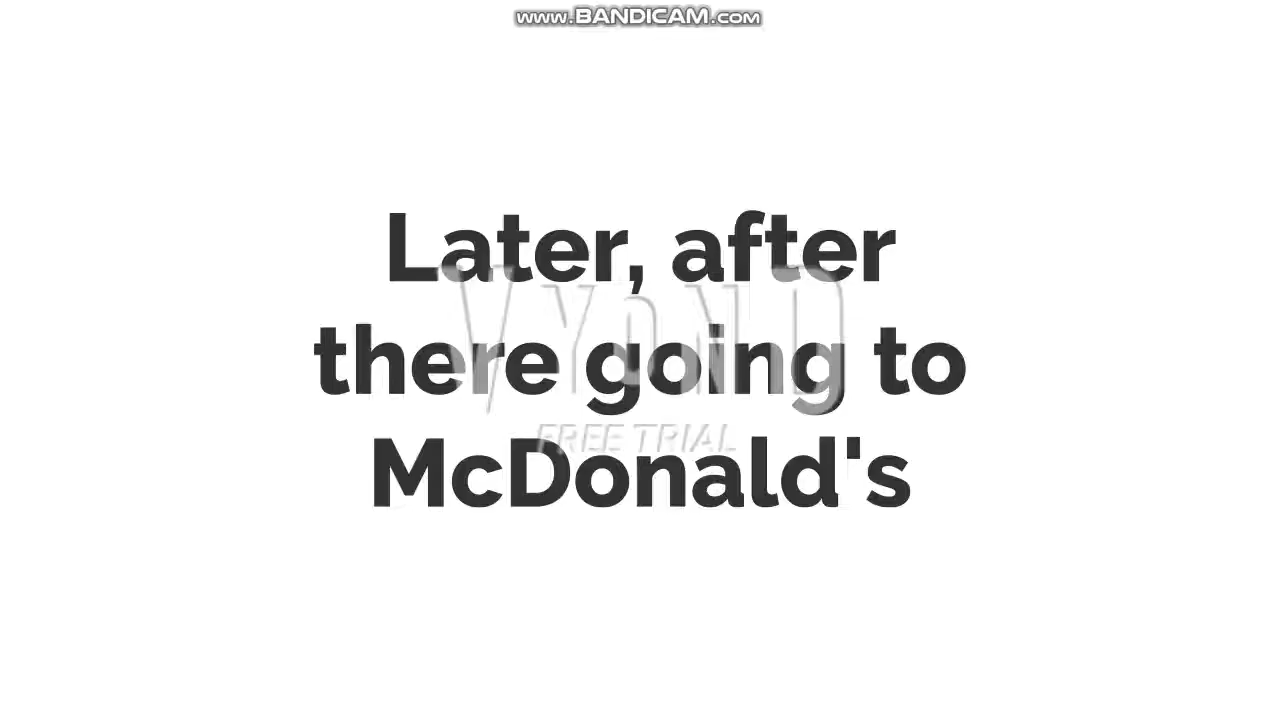 www.BANDICAM.com
Later, after
there going to
McDonald's
VYOND
FREE TRIAL